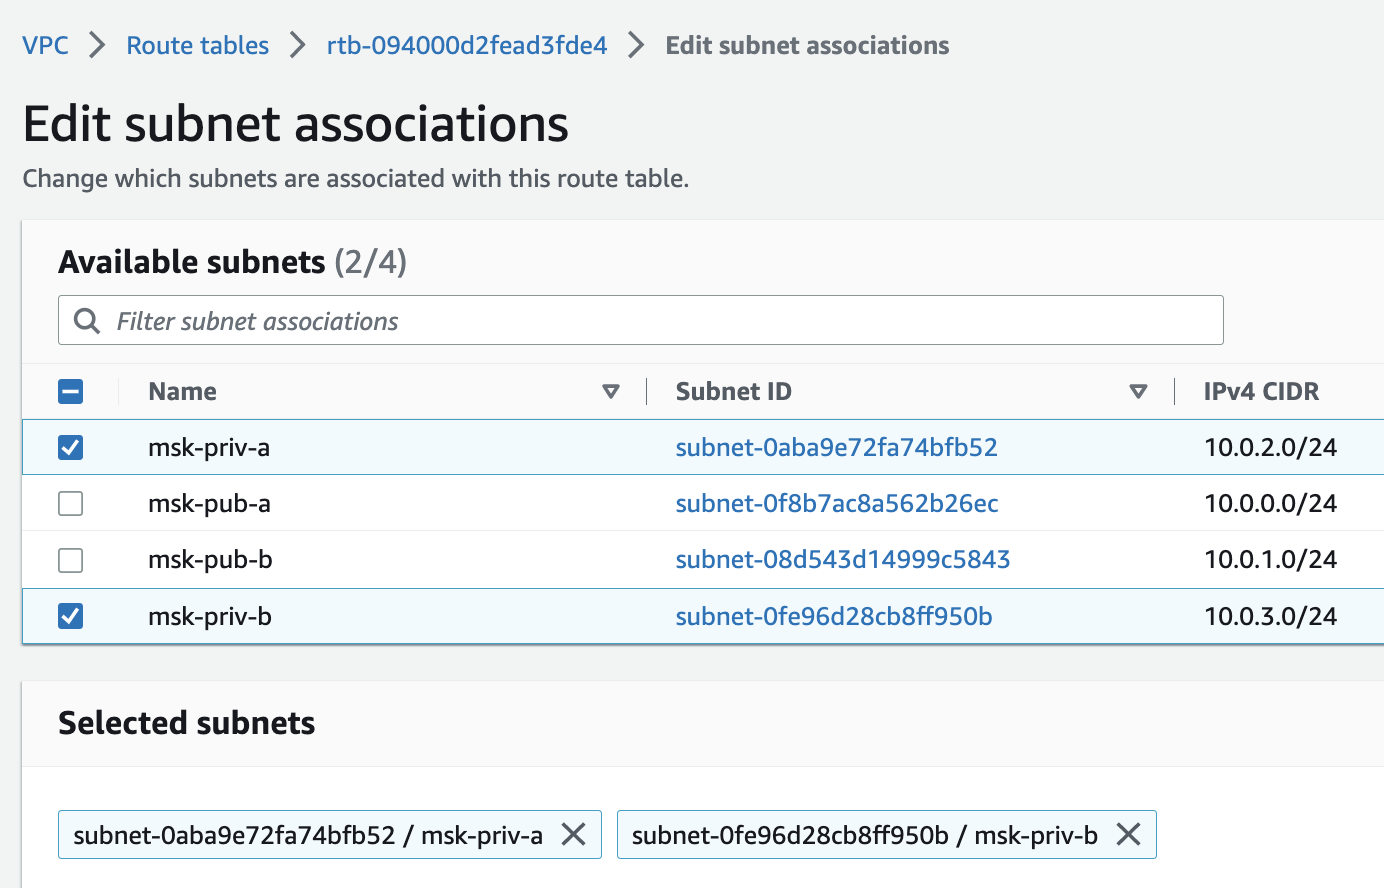 VPC > Route tables > rtb-094000d2fead3fde4 > Edit subnet associations
Edit subnet associations
Change which subnets are associated with this route table.
Available subnets (2/4)
Filter subnet associations
Name Subnet ID IPv4 CIDR
msk-priv-a subnet-0aba9e72fa74bfb52 10.0.2.0/24
msk-pub-a subnet-0f8b7ac8a562b26ec 10.0.0.0/24
msk-pub-b subnet-08d543d14999c5843 10.0.1.0/24
msk-priv-b subnet-0fe96d28cb8ff950b 10.0.3.0/24
Selected subnets
subnet-0aba9e72fa74bfb52 / msk-priv-a subnet-0fe96d28cb8ff950b / msk-priv-b